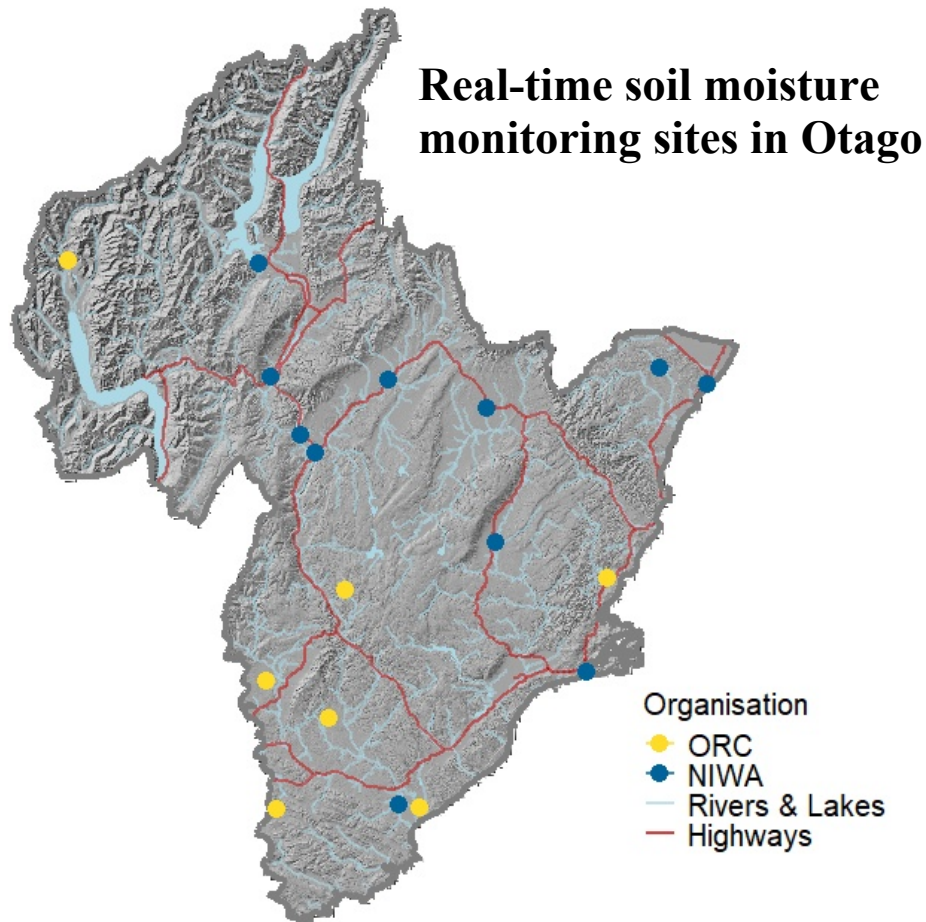 Real-time soil moisture
monitoring sites in Otago
Organisation
ORC
NIWA
Rivers & Lakes
Highways